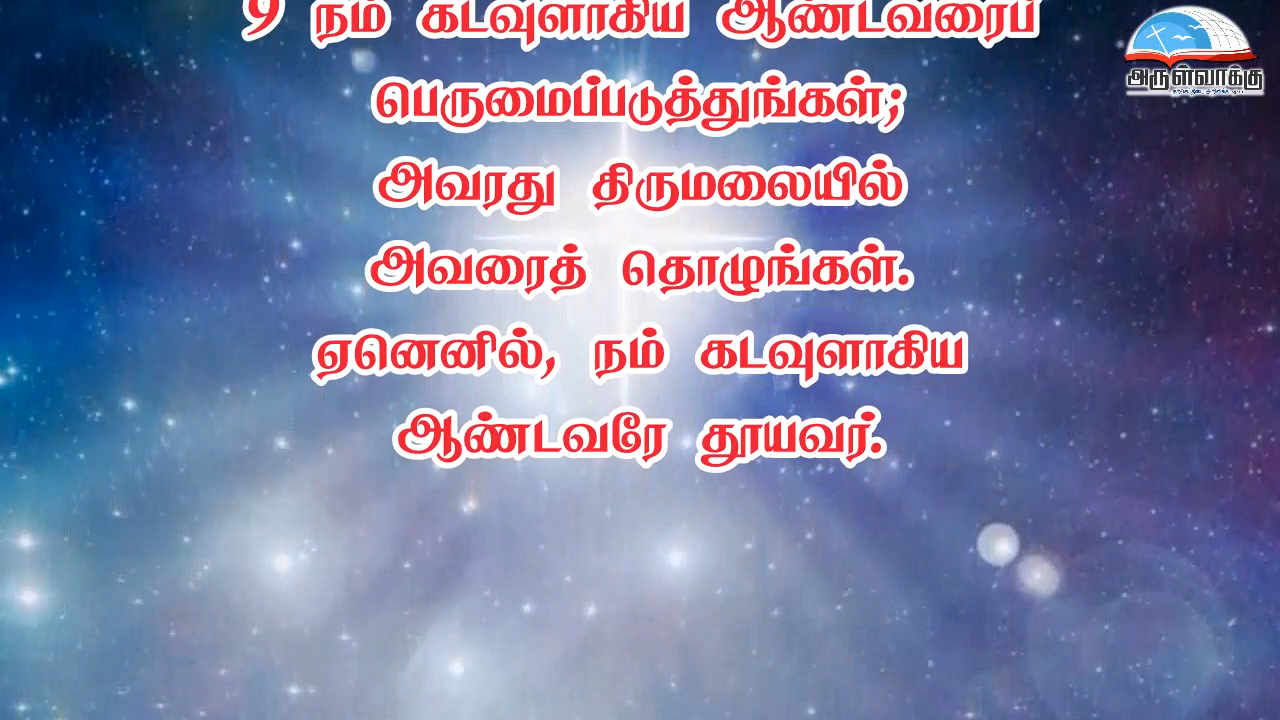 9 நம் கடவுளாகிய ஆண்டவரைப்
பெருமைப்படுத்துங்கள்;
அவரது திருமலையில்
அவரைத் தொழுங்கள்.
ஏனெனில், நம் கடவுளாகிய
ஆண்டவரே தூயவர்.
அருள்வாக்கு